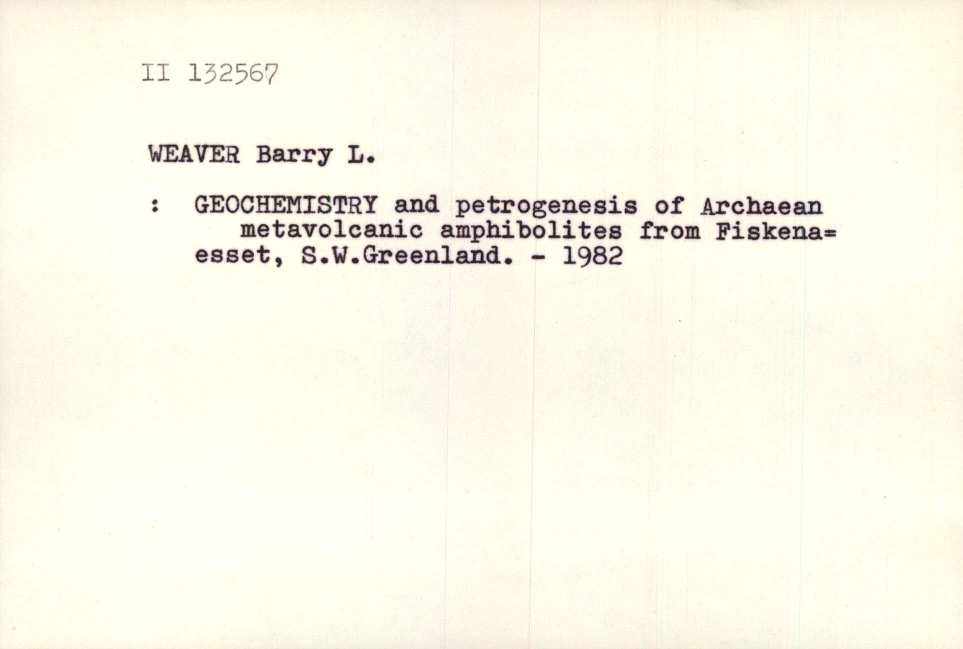 II 132567
WEAVER Barry L.
: GEOCHEMISTRY and petrogenesis of Archaean
metavolcanic amphibolites from Fiskena=
esset, S.W.Greenland. - 1982